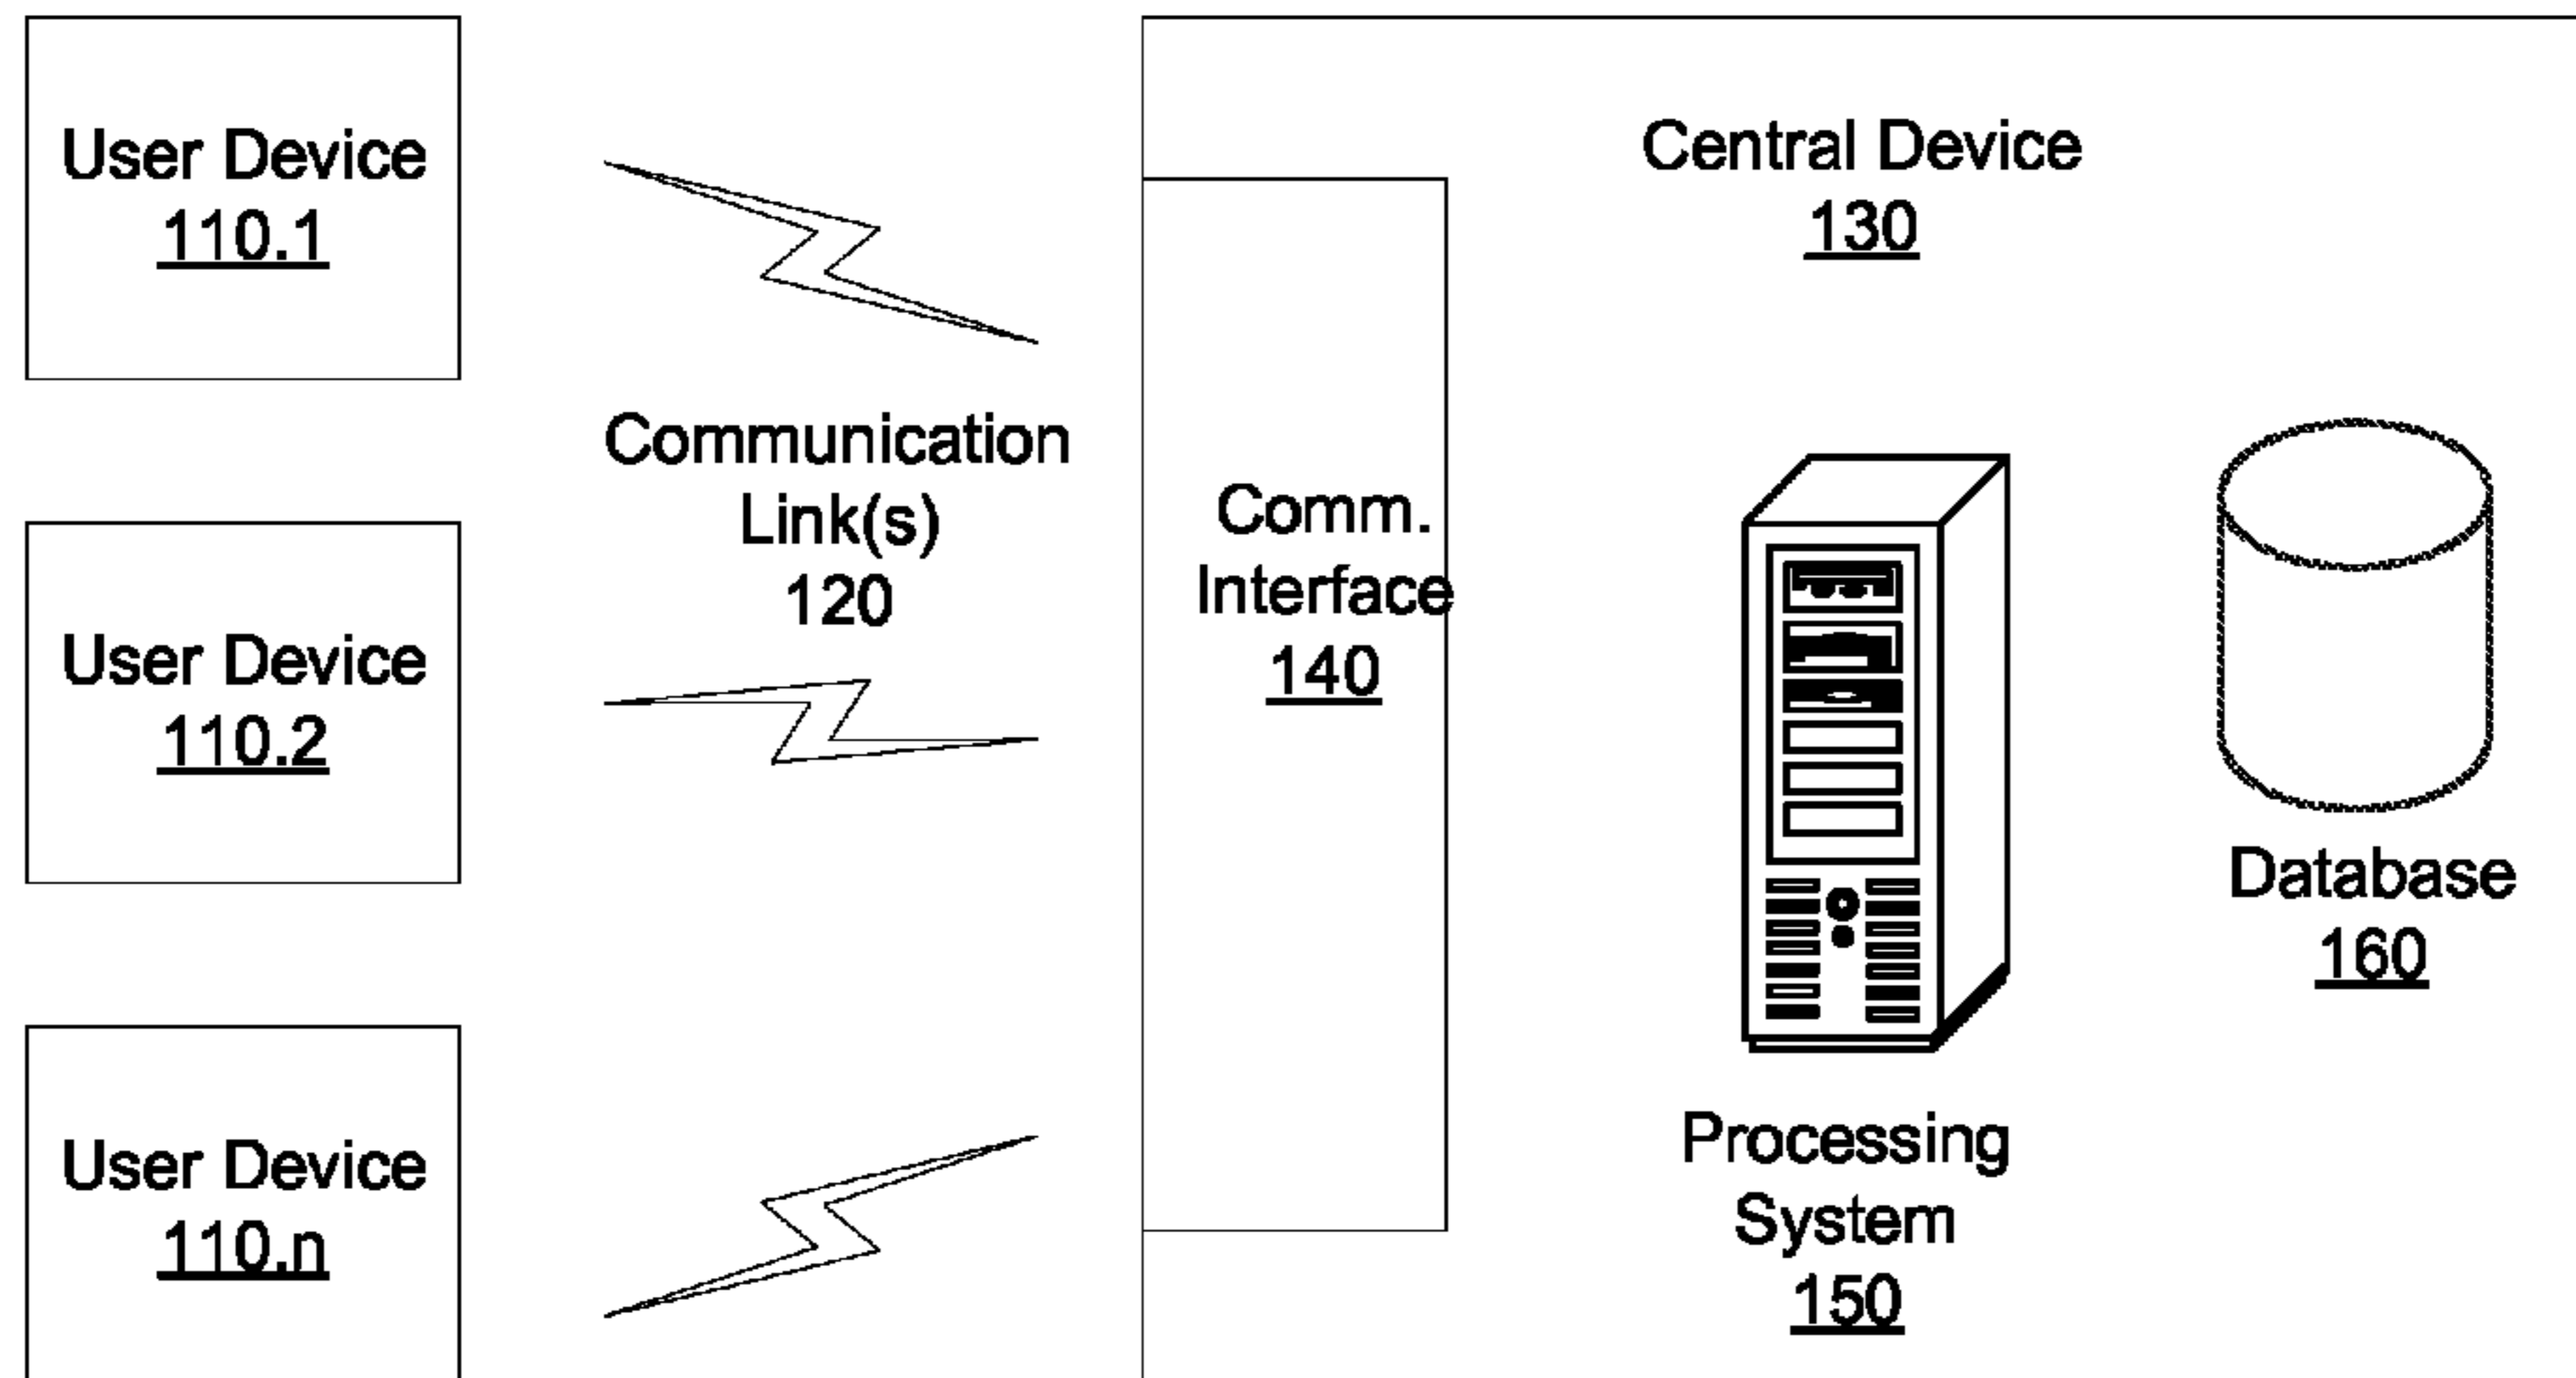 User Device
110.1
Communication
Link(s)
120
User Device
110.2
User Device
110.n
Central Device
130
Comm.
Interface
140
Processing
System
150
Database
160